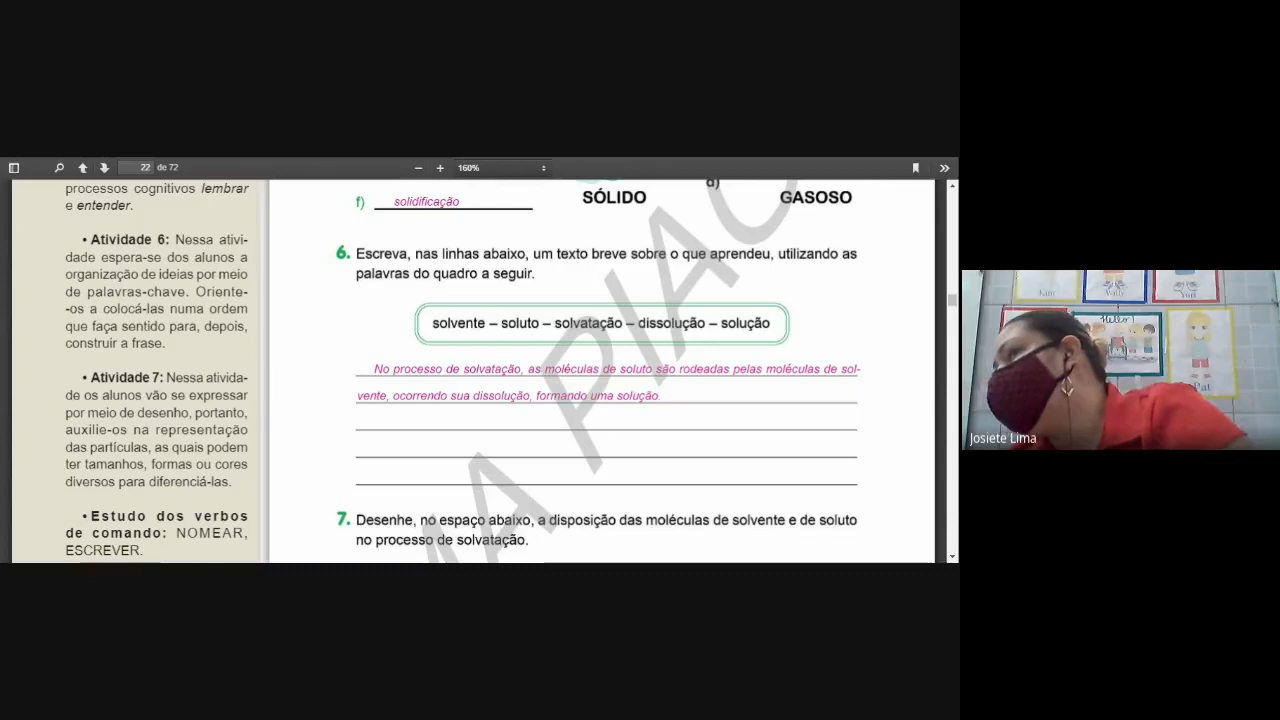 22 de 72
160%
processos cognitivos lembrar
e entender.
• Atividade 6: Nessa ativi-
dade espera-se dos alunos a
organização de ideias por meio
de palavras-chave. Oriente-
-os a colocá-las numa ordem
que faça sentido para, depois,
construir a frase.
• Atividade 7: Nessa ativida-
de os alunos vão se expressar
por meio de desenho, portanto,
auxilie-os na representação
das partículas, as quais podem
ter tamanhos, formas ou cores
diversos para diferenciá-las.
• Estudo dos verbos
de comando: NOMEAR,
ESCREVER.
f) solidificação
SÓLIDO
d)
GASOSO
6. Escreva, nas linhas abaixo, um texto breve sobre o que aprendeu, utilizando as
palavras do quadro a seguir.
solvente – soluto – solvatação – dissolução – solução
No processo de solvatação, as moléculas de soluto são rodeadas pelas moléculas de sol-
vente, ocorrendo sua dissolução, formando uma solução.
7. Desenhe, no espaço abaixo, a disposição das moléculas de solvente e de soluto
no processo de solvatação.
MA PIAC
Yuri
Hello!
Pat
Josiete Lima